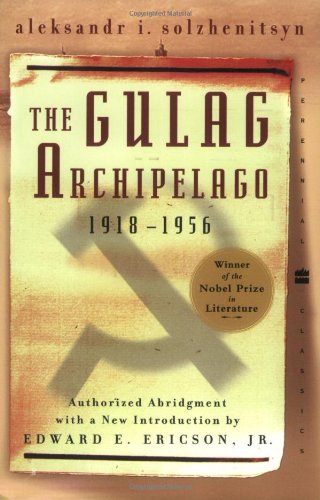 aleksandr i. solzhenitsyn
THE GULAG
ARCHIPELAGO
1918–1956
Winner
of the
Nobel Prize
in
Literature
PERENNIAL
CLASSICS
Authorized Abridgment
with a New Introduction by
EDWARD E. ERICSON, JR.